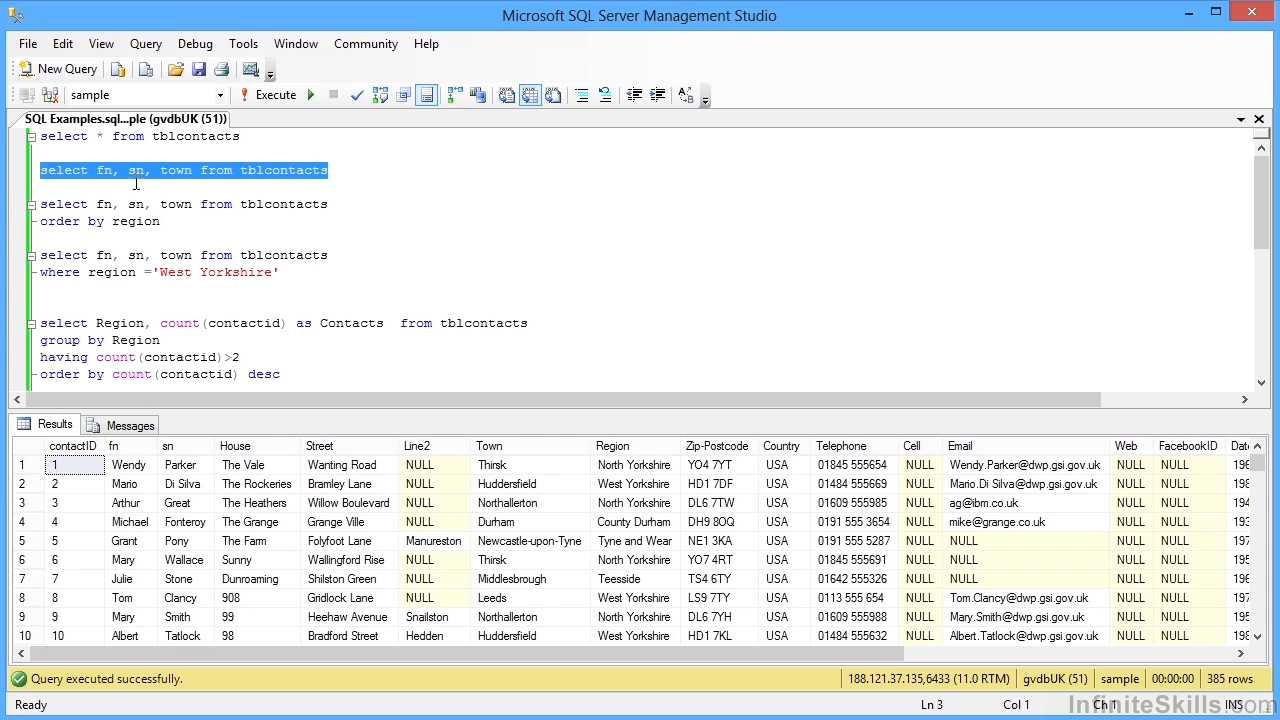 Microsoft SQL Server Management Studio
File Edit View Query Debug Tools Window Community Help
New Query
sample Execute
SQL Examples.sql...ple (gvdbUK (51))
select * from tblcontacts
select fn, sn, town from tblcontacts
select fn, sn, town from tblcontacts
order by region
select fn, sn, town from tblcontacts
where region ='West Yorkshire'
select Region, count(contactid) as Contacts  from tblcontacts
group by Region
having count(contactid)>2
order by count(contactid) desc
Results Messages
contactID fn sn House Street Line2 Town Region Zip-Postcode Country Telephone Cell Email Web FacebookID Date
1 1 Wendy Parker The Vale Wanting Road NULL Thirsk North Yorkshire YO4 7YT USA 01845 555654 NULL Wendy.Parker@dwp.gsi.gov.uk NULL NULL 196
2 2 Mario Di Silva The Rockeries Bramley Lane NULL Huddersfield West Yorkshire HD1 7DF USA 01484 555669 NULL Mario.Di Silva@dwp.gsi.gov.uk NULL NULL 198
3 3 Arthur Great The Heathers Willow Boulevard NULL Northallerton North Yorkshire DL6 7TW USA 01609 555985 NULL ag@ibm.co.uk NULL NULL 194
4 4 Michael Fonteroy The Grange Grange Ville NULL Durham County Durham DH9 8OQ USA 0191 555 3654 NULL mike@grange.co.uk NULL NULL 193
5 5 Grant Pony The Farm Folyfoot Lane Manureston Newcastle-upon-Tyne Tyne and Wear NE1 3KA USA 0191 555 5287 NULL NULL NULL NULL 197
6 6 Mary Wallace Sunny Wallingford Rise NULL Thirsk North Yorkshire YO7 4RT USA 01845 555691 NULL NULL NULL NULL 196
7 7 Julie Stone Dunroaming Shilston Green NULL Middlesbrough Teesside TS4 6TY USA 01642 555326 NULL NULL NULL NULL 196
8 8 Tom Clancy 908 Gridlock Lane NULL Leeds West Yorkshire LS9 7TY USA 0113 555 654 NULL Tom.Clancy@dwp.gsi.gov.uk NULL NULL 197
9 9 Mary Smith 99 Heehaw Avenue Snailston Northallerton North Yorkshire DL6 7YH USA 01609 555988 NULL Mary.Smith@dwp.gsi.gov.uk NULL NULL 195
10 10 Albert Tatlock 98 Bradford Street Hedden Huddersfield West Yorkshire HD1 7KL USA 01484 555632 NULL Albert.Tatlock@dwp.gsi.gov.uk NULL NULL 198
Query executed successfully. 188.121.37.135,6433 (11.0 RTM) gvdbUK (51) sample 00:00:00 385 rows
Ready Ln 3 Col 1 Ch 1 INS
InfiniteSkills.com